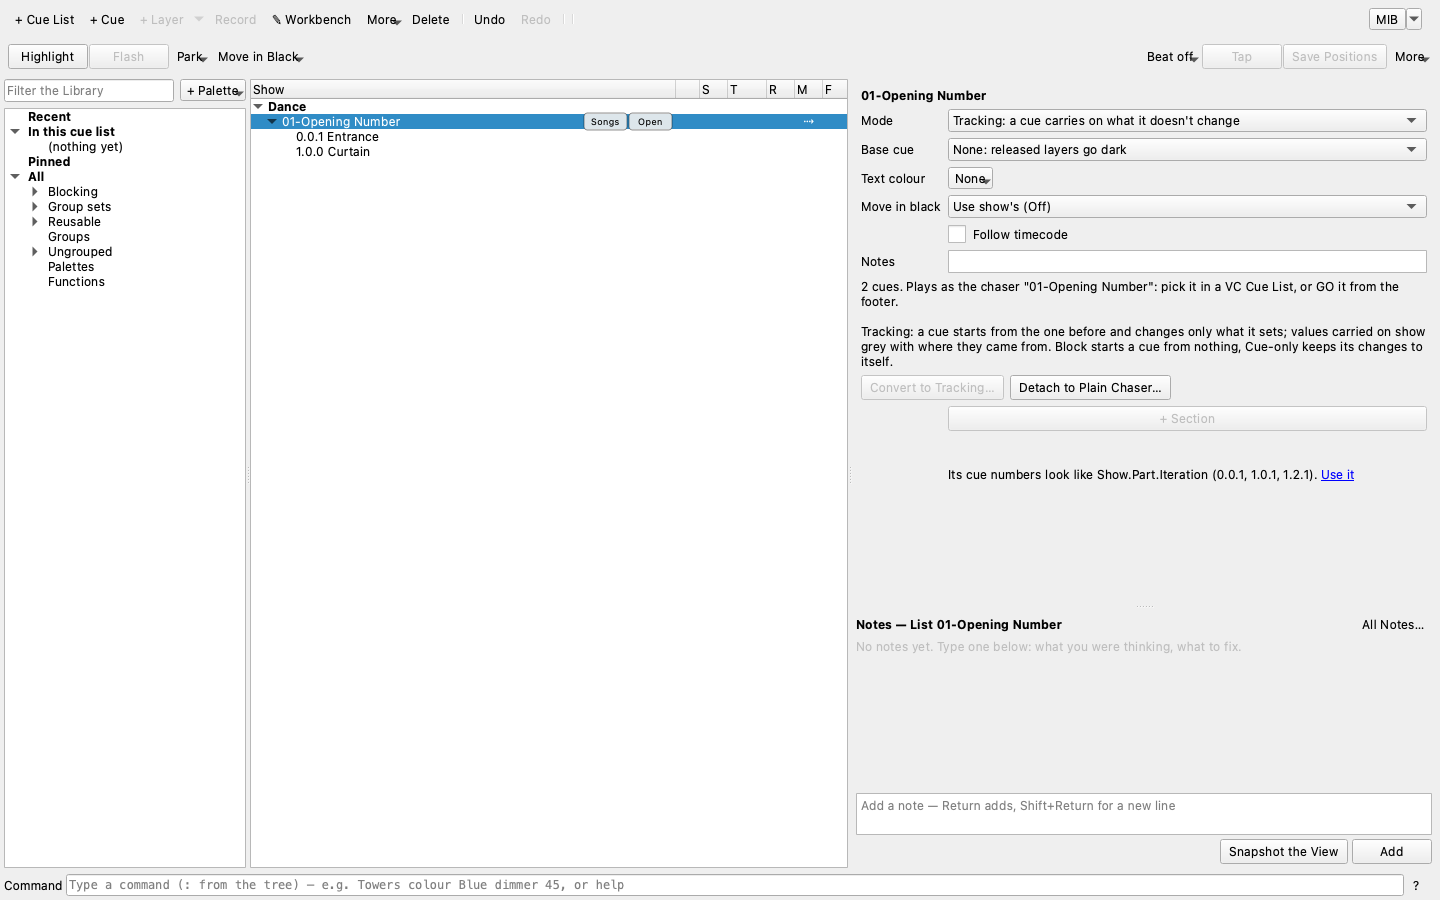 + Cue List + Cue + Layer Record ✎ Workbench More Delete Undo Redo MIB
Highlight Flash Park Move in Black Beat off Tap Save Positions More
Filter the Library + Palette
Recent
In this cue list
(nothing yet)
Pinned
All
Blocking
Group sets
Reusable
Groups
Ungrouped
Palettes
Functions
Show S T R M F
Dance
01-Opening Number Songs Open ⇢
0.0.1 Entrance
1.0.0 Curtain
01-Opening Number
Mode Tracking: a cue carries on what it doesn't change
Base cue None: released layers go dark
Text colour None
Move in black Use show's (Off)
Follow timecode
Notes
2 cues. Plays as the chaser "01-Opening Number": pick it in a VC Cue List, or GO it from the
footer.
Tracking: a cue starts from the one before and changes only what it sets; values carried on show
grey with where they came from. Block starts a cue from nothing, Cue-only keeps its changes to
itself.
Convert to Tracking... Detach to Plain Chaser...
+ Section
Its cue numbers look like Show.Part.Iteration (0.0.1, 1.0.1, 1.2.1). Use it
Notes — List 01-Opening Number All Notes...
No notes yet. Type one below: what you were thinking, what to fix.
Add a note — Return adds, Shift+Return for a new line
Snapshot the View Add
Command Type a command (: from the tree) — e.g. Towers colour Blue dimmer 45, or help ?